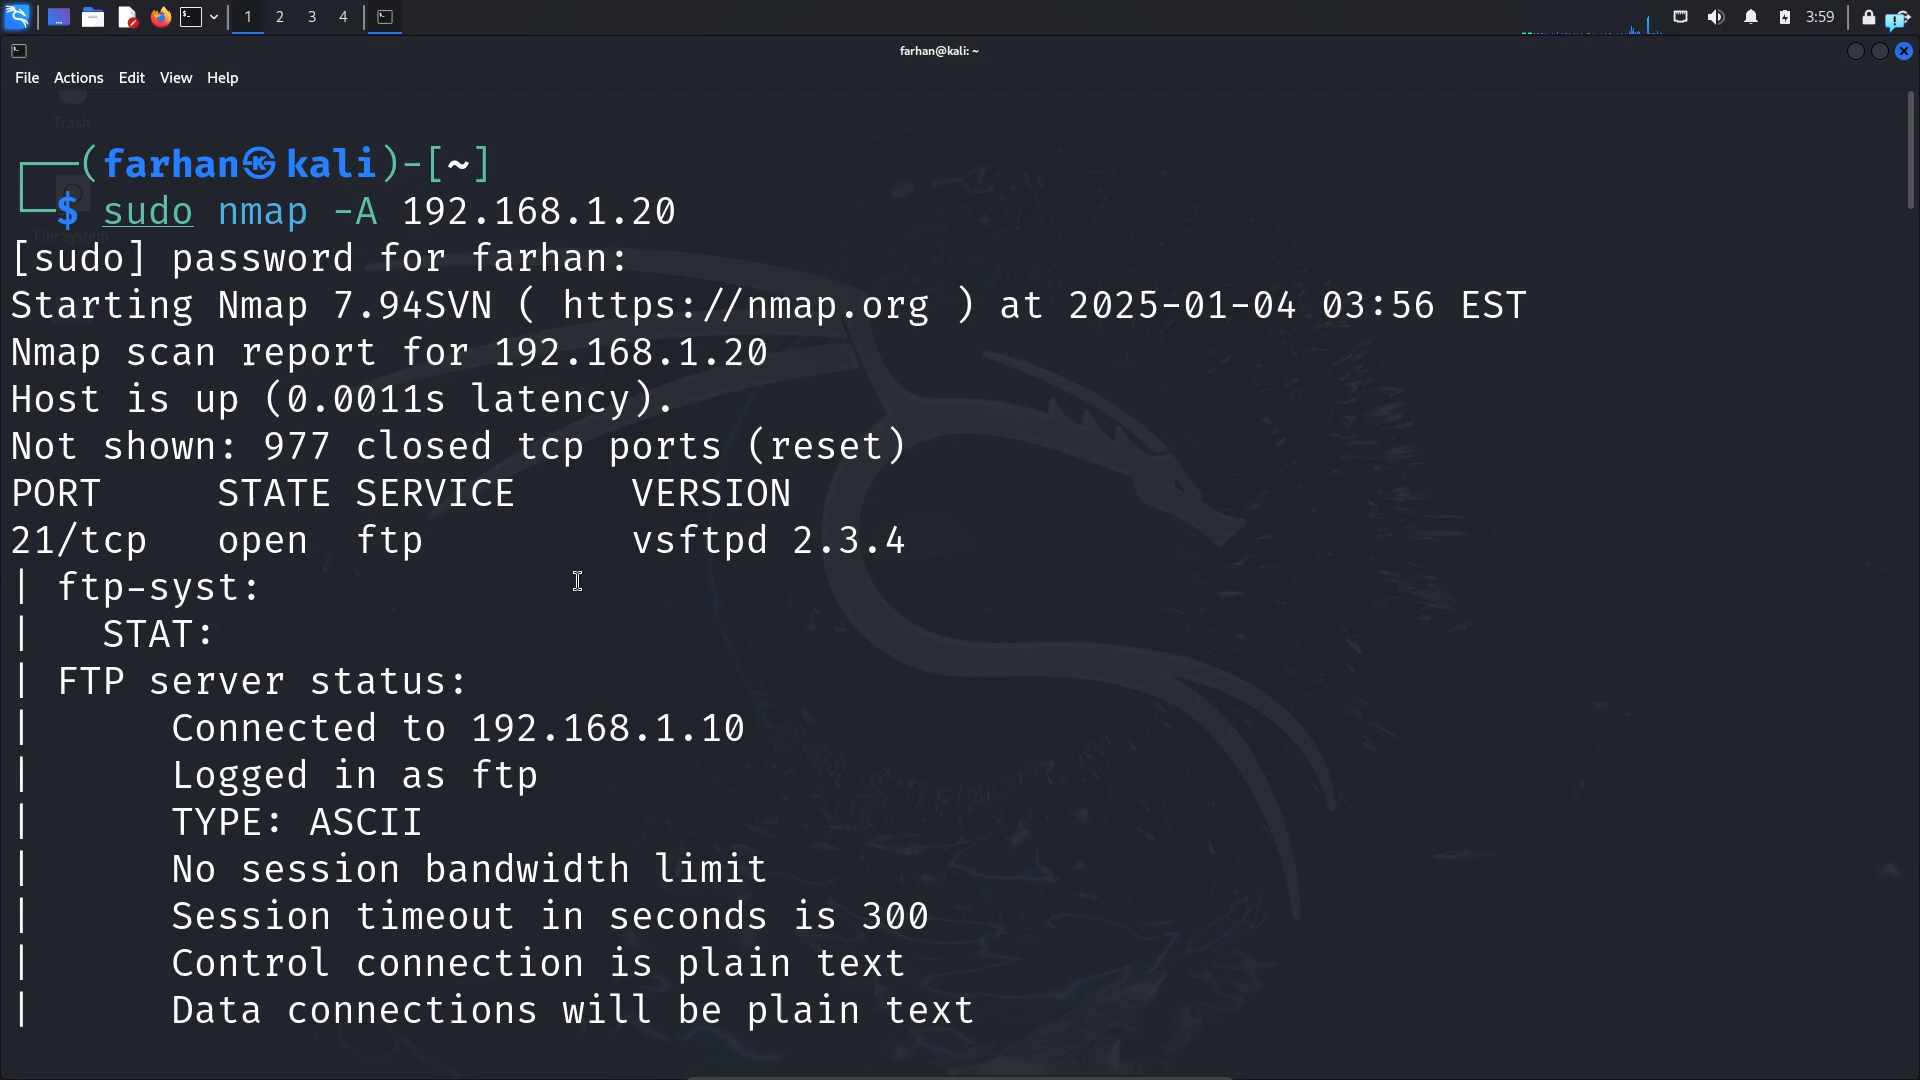 1 2 3 4
3:59
farhan@kali: ~
File Actions Edit View Help
Trash
(farhan㉿kali)-[~]
File System
$ sudo nmap -A 192.168.1.20
[sudo] password for farhan:
Starting Nmap 7.94SVN ( https://nmap.org ) at 2025-01-04 03:56 EST
Nmap scan report for 192.168.1.20
Host is up (0.0011s latency).
Not shown: 977 closed tcp ports (reset)
PORT     STATE SERVICE     VERSION
21/tcp   open  ftp         vsftpd 2.3.4
| ftp-syst:
|   STAT:
| FTP server status:
|      Connected to 192.168.1.10
|      Logged in as ftp
|      TYPE: ASCII
|      No session bandwidth limit
|      Session timeout in seconds is 300
|      Control connection is plain text
|      Data connections will be plain text